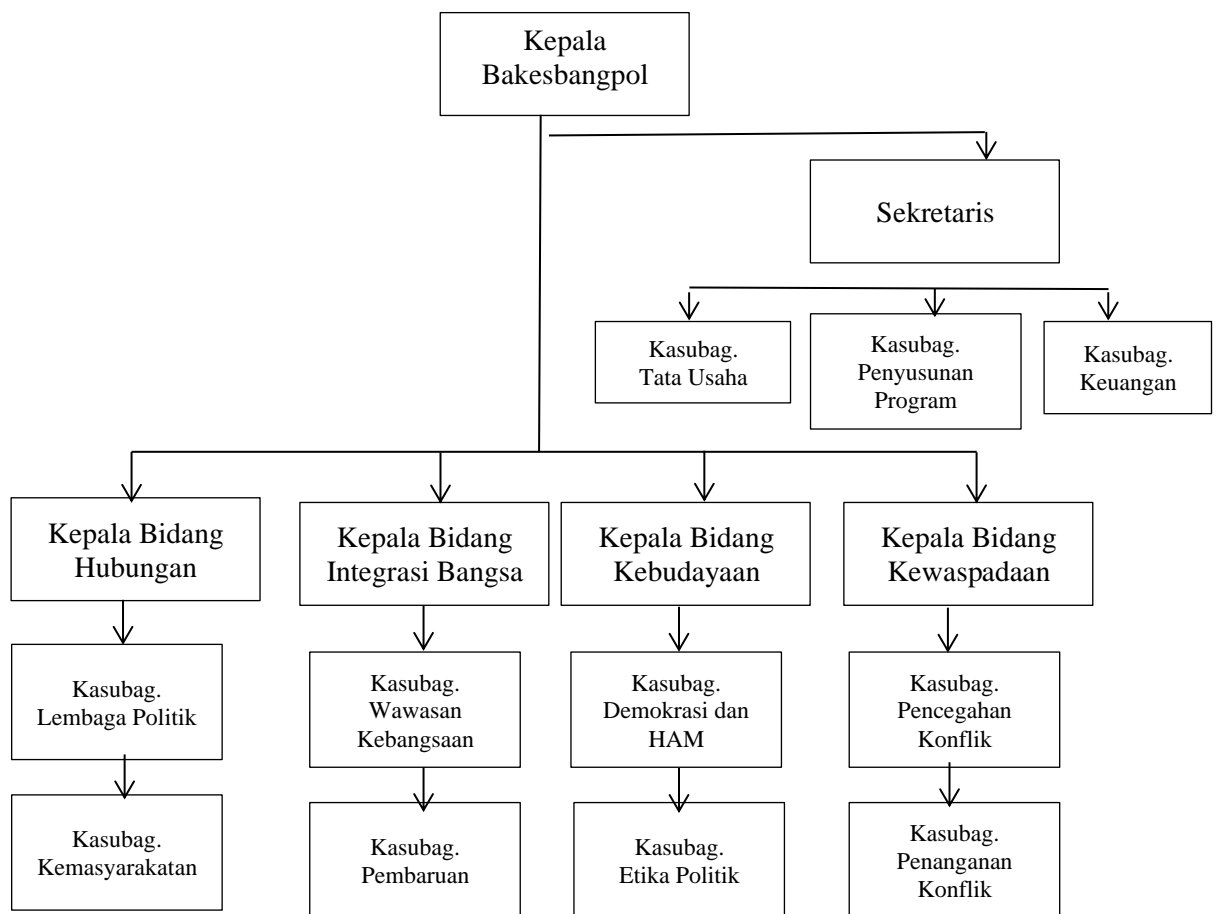 Kepala
Bakesbangpol
Sekretaris
Kasubag.
Tata Usaha
Kasubag.
Penyusunan
Program
Kasubag.
Keuangan
Kepala Bidang
Hubungan
Kepala Bidang
Integrasi Bangsa
Kepala Bidang
Kebudayaan
Kepala Bidang
Kewaspadaan
Kasubag.
Lembaga Politik
Kasubag.
Wawasan
Kebangsaan
Kasubag.
Demokrasi dan
HAM
Kasubag.
Pencegahan
Konflik
Kasubag.
Kemasyarakatan
Kasubag.
Pembaruan
Kasubag.
Etika Politik
Kasubag.
Penanganan
Konflik